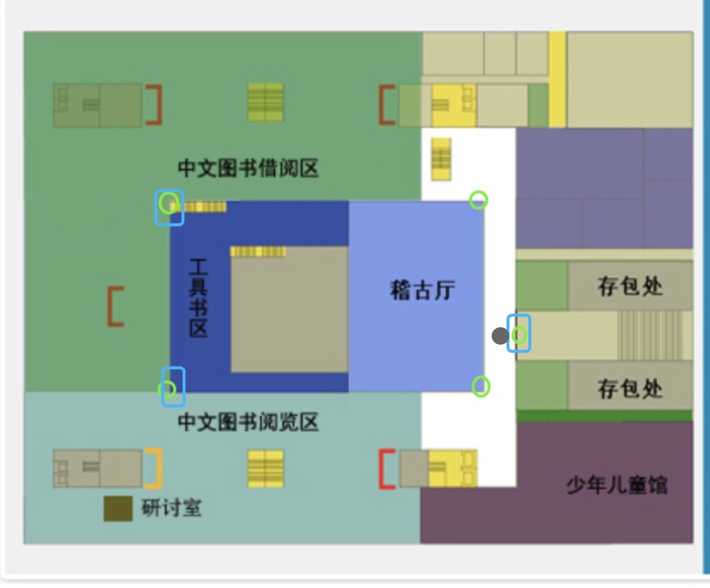 中文图书借阅区
工具书区
稽古厅
存包处
存包处
中文图书阅览区
少年儿童馆
研讨室